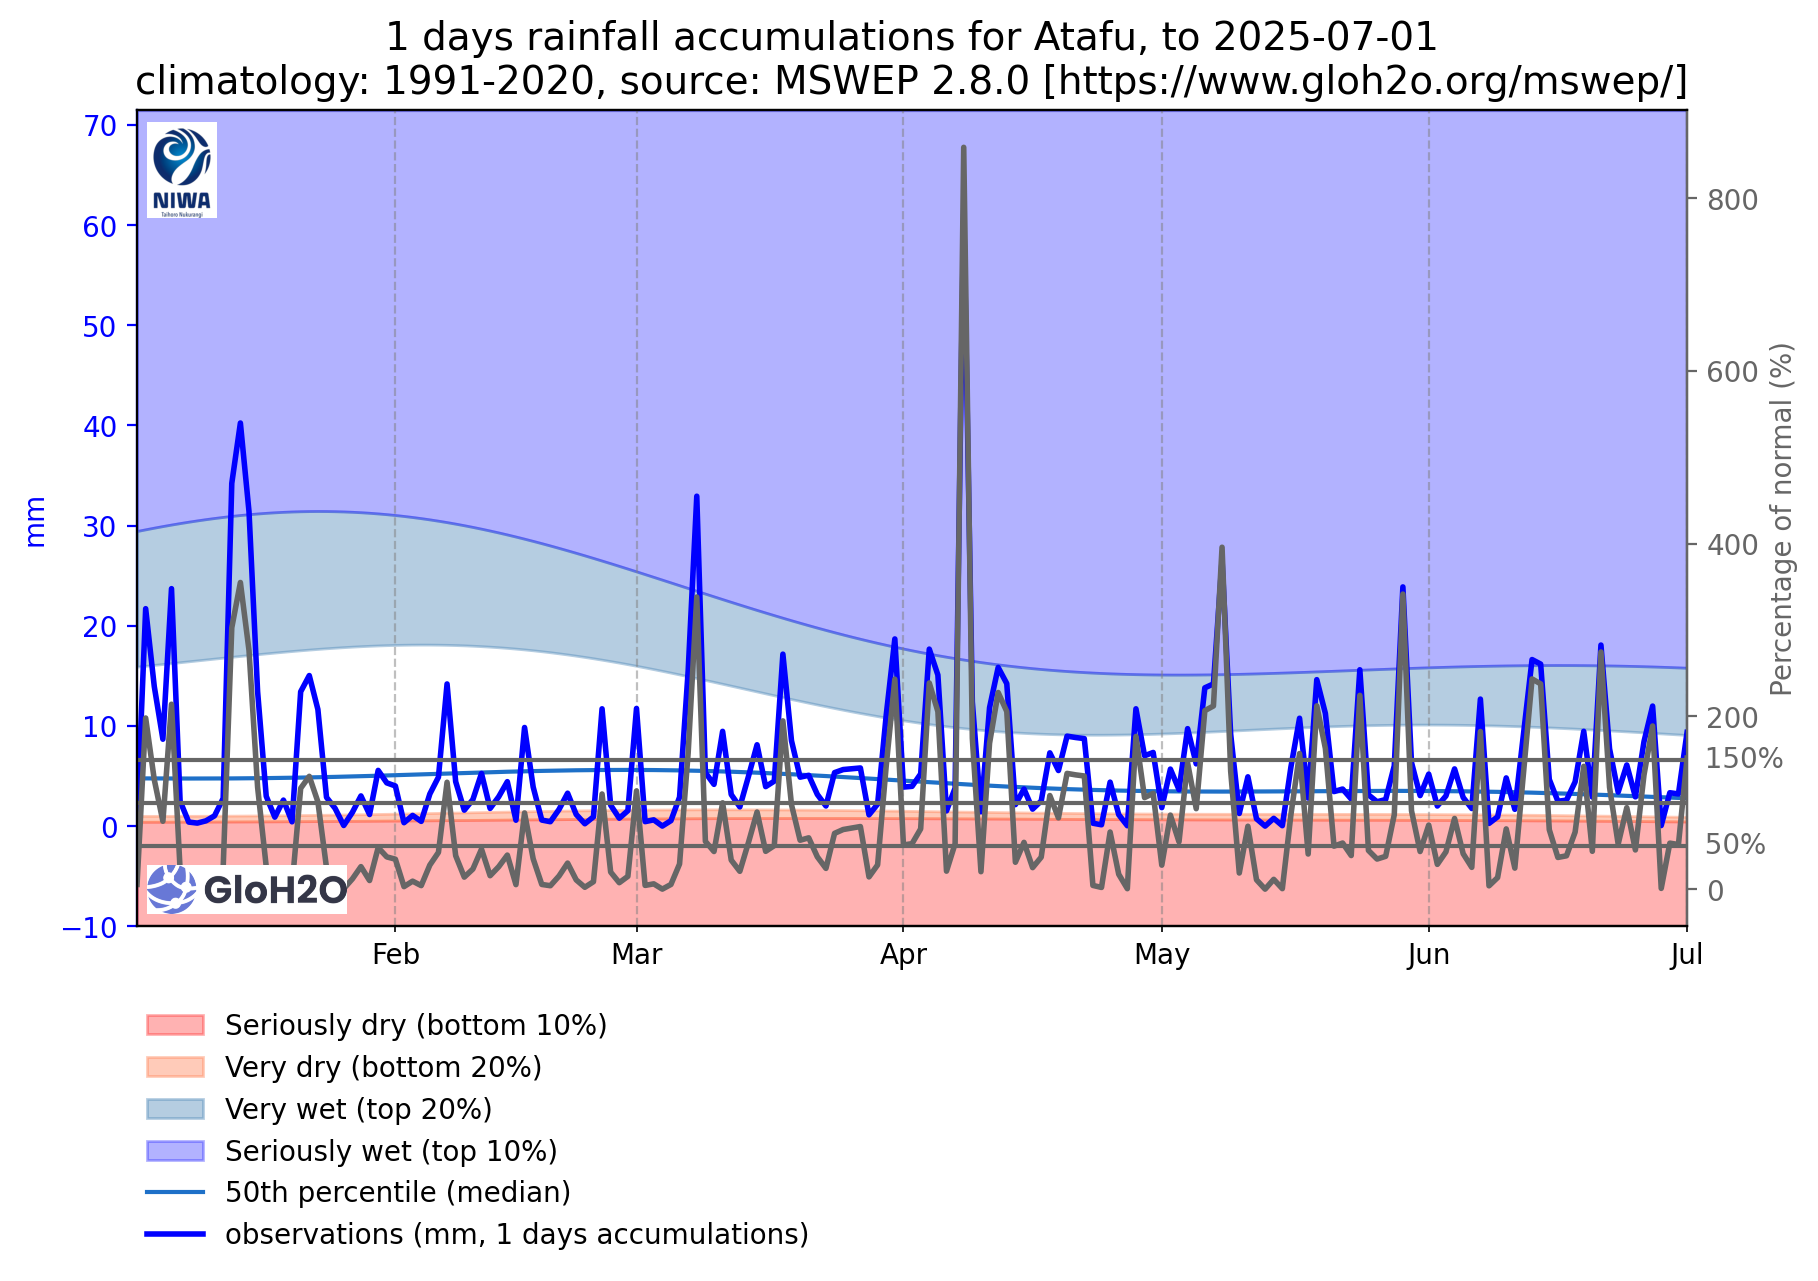 1 days rainfall accumulations for Atafu, to 2025-07-01
climatology: 1991-2020, source: MSWEP 2.8.0 [https://www.gloh2o.org/mswep/]
70
60
50
40
30
20
10
0
−10
mm
NIWA
Taihoro Nukurangi
GloH2O
800
600
400
200
150%
50%
0
Percentage of normal (%)
Feb
Mar
Apr
May
Jun
Jul
Seriously dry (bottom 10%)
Very dry (bottom 20%)
Very wet (top 20%)
Seriously wet (top 10%)
50th percentile (median)
observations (mm, 1 days accumulations)